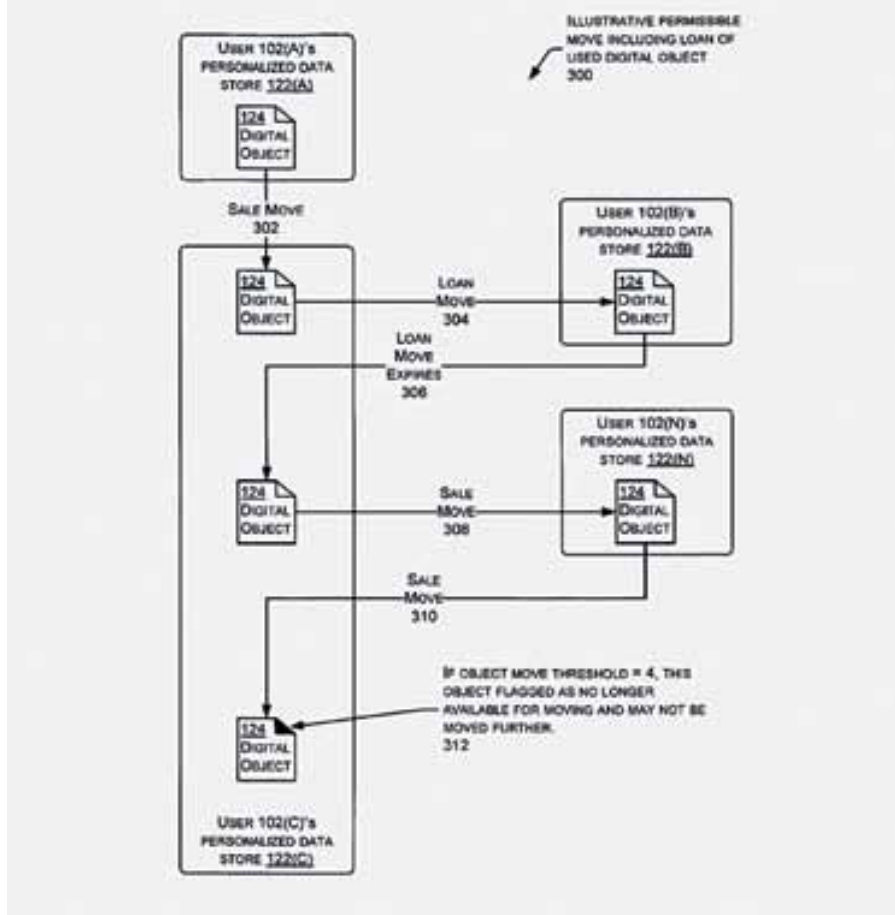 ILLUSTRATIVE PERMISSIBLE
MOVE INCLUDING LOAN OF
USED DIGITAL OBJECT
300
USER 102(A)'S
PERSONALIZED DATA
STORE 122(A)
124
DIGITAL
OBJECT
SALE MOVE
302
USER 102(B)'S
PERSONALIZED DATA
STORE 122(B)
124
DIGITAL
OBJECT
LOAN
MOVE
304
124
DIGITAL
OBJECT
LOAN
MOVE
EXPIRES
306
USER 102(N)'S
PERSONALIZED DATA
STORE 122(N)
124
DIGITAL
OBJECT
SALE
MOVE
308
124
DIGITAL
OBJECT
SALE
MOVE
310
IF OBJECT MOVE THRESHOLD = 4, THIS
OBJECT FLAGGED AS NO LONGER
AVAILABLE FOR MOVING AND MAY NOT BE
MOVED FURTHER.
312
124
DIGITAL
OBJECT
USER 102(C)'S
PERSONALIZED DATA
STORE 122(C)